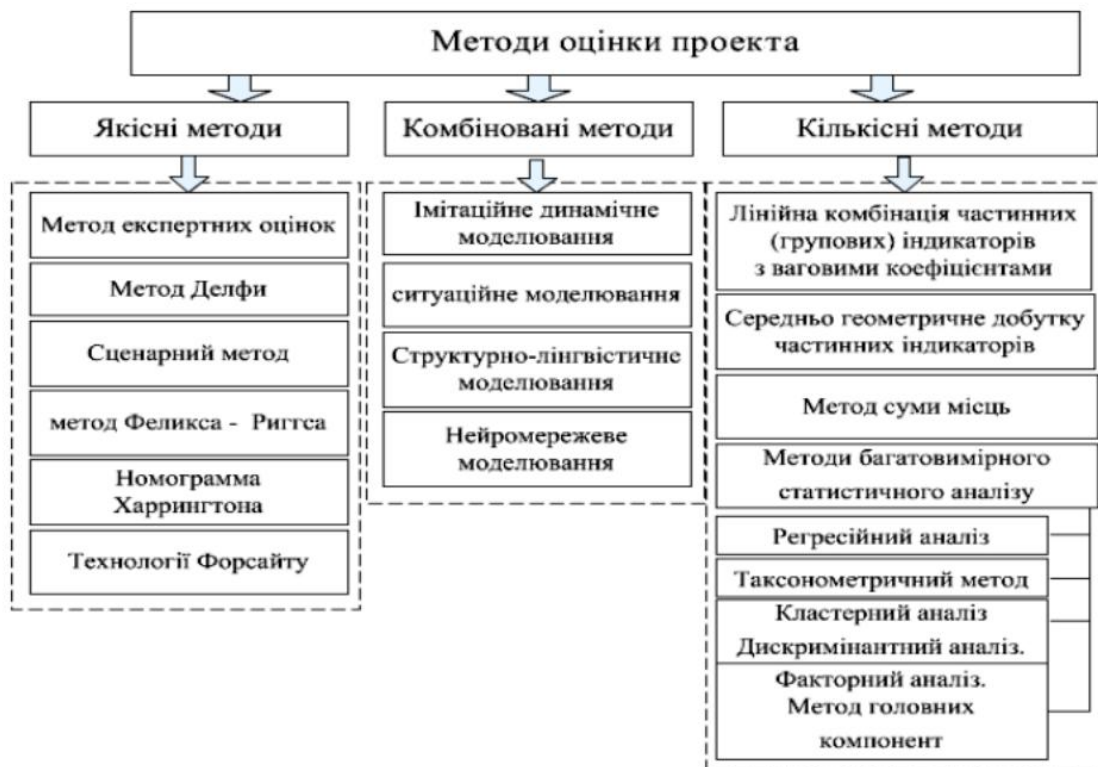 Методи оцінки проекта
Якісні методи
Комбіновані методи
Кількісні методи
Метод експертних оцінок
Метод Делфи
Сценарний метод
метод Феликса - Риггса
Номограмма
Харрингтона
Технології Форсайту
Імітаційне динамічне
моделювання
ситуаційне моделювання
Структурно-лінгвістичне
моделювання
Нейромережеве
моделювання
Лінійна комбінація частинних
(групових) індикаторів
з ваговими коефіцієнтами
Середньо геометричне добутку
частинних індикаторів
Метод суми місць
Методи багатовимірного
статистичного аналізу
Регресійний аналіз
Таксонометричний метод
Кластерний аналіз
Дискримінантний аналіз.
Факторний аналіз.
Метод головних
компонент